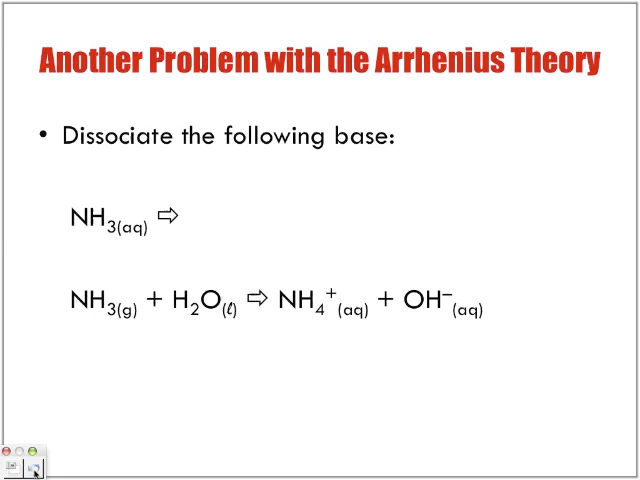 Another Problem with the Arrhenius Theory
• Dissociate the following base:
NH₃₍aq₎ ⇨
NH₃₍g₎ + H₂O₍ℓ₎ ⇨ NH₄⁺₍aq₎ + OH⁻₍aq₎